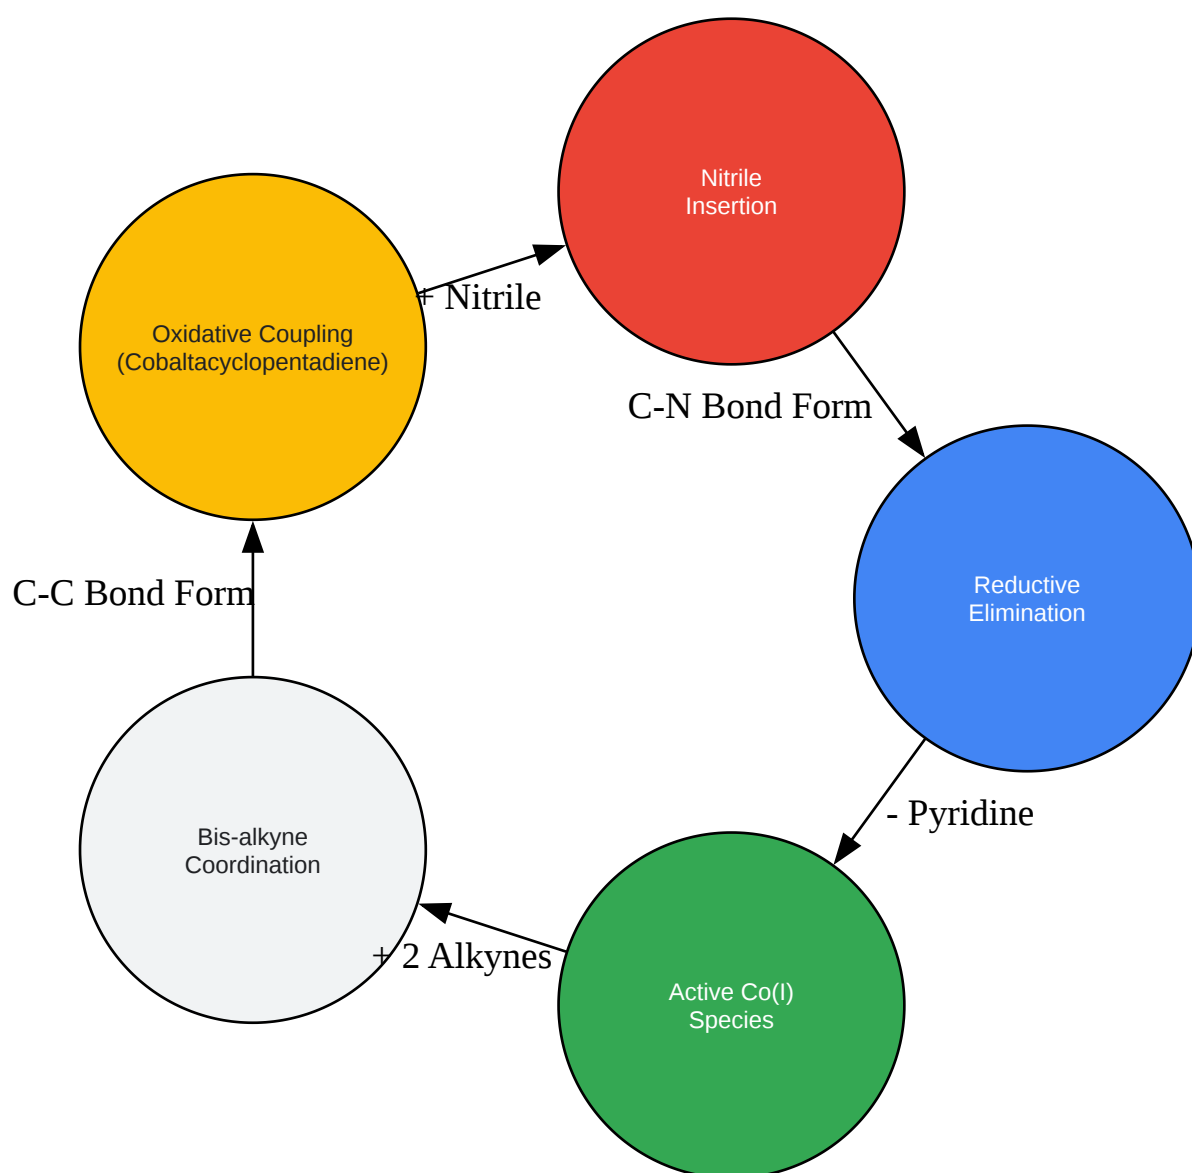 Nitrile
Insertion
+ Nitrile
Oxidative Coupling
(Cobaltacyclopentadiene)
C-N Bond Form
Reductive
Elimination
C-C Bond Form
- Pyridine
Bis-alkyne
Coordination
+ 2 Alkynes
Active Co(I)
Species